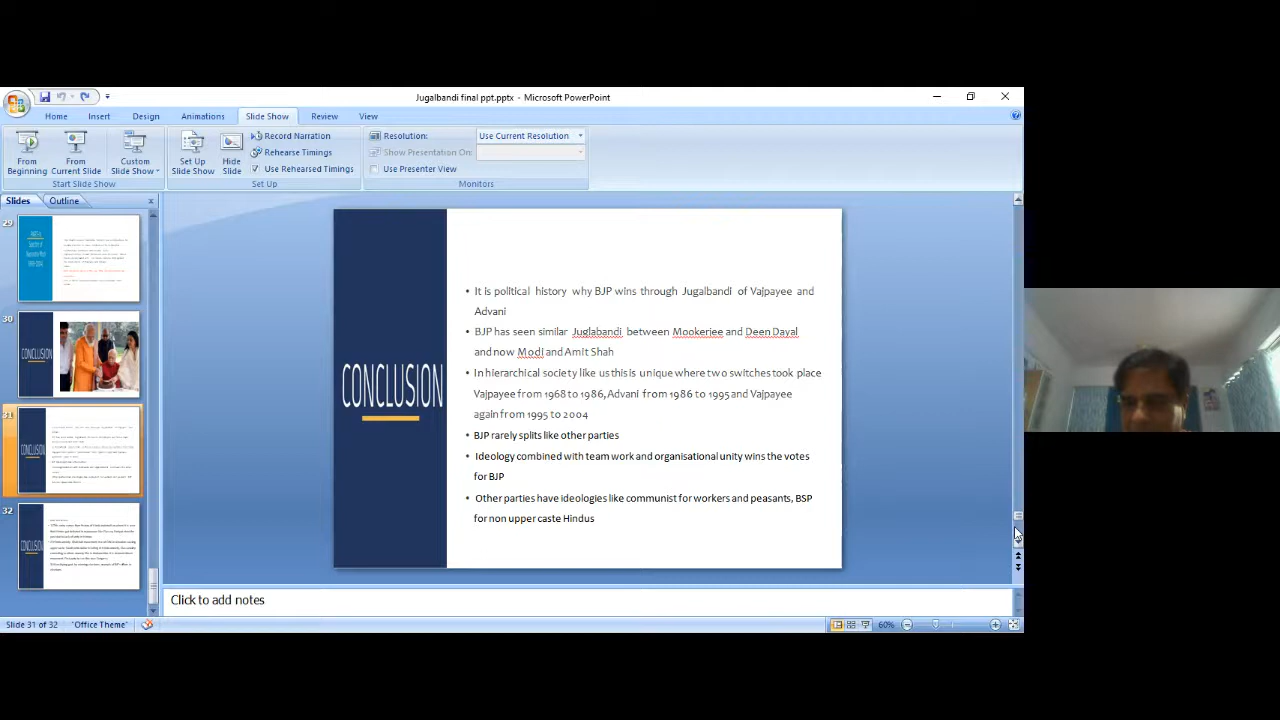 Jugalbandi final ppt.pptx - Microsoft PowerPoint
Home Insert Design Animations Slide Show Review View
From Beginning
From Current Slide
Custom Slide Show
Start Slide Show
Set Up Slide Show
Hide Slide
Record Narration
Rehearse Timings
Use Rehearsed Timings
Set Up
Resolution: Use Current Resolution
Show Presentation On:
Use Presenter View
Monitors
Slides Outline
29
30
CONCLUSION
31
CONCLUSION
32
CONCLUSION
CONCLUSION
• It is political history why BJP wins through Jugalbandi of Vajpayee and
Advani
• BJP has seen similar Juglabandi between Mookerjee and Deen Dayal
and now Modi and Amit Shah
• In hierarchical society like us this is unique where two switches took place
Vajpayee from 1968 to 1986, Advani from 1986 to 1995 and Vajpayee
again from 1995 to 2004
• BJP never splits like other parties
• Ideology combined with team work and organisational unity wins the votes
BJP
• Other parties have ideologies like communist for workers and peasants, BSP
for non upper caste Hindus
Click to add notes
Slide 31 of 32 "Office Theme" 60%